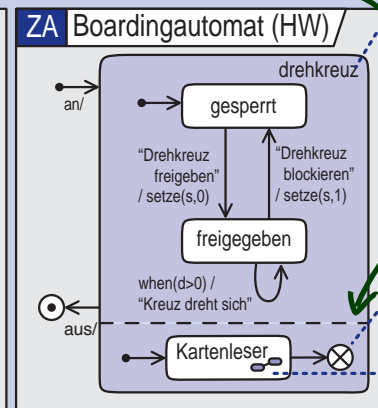 ZA Boardingautomat (HW)
drehkreuz
an/
gesperrt
“Drehkreuz
freigeben”
/ setze(s,0)
“Drehkreuz
blockieren”
/ setze(s,1)
freigegeben
when(d>0) /
“Kreuz dreht sich”
aus/
Kartenleser